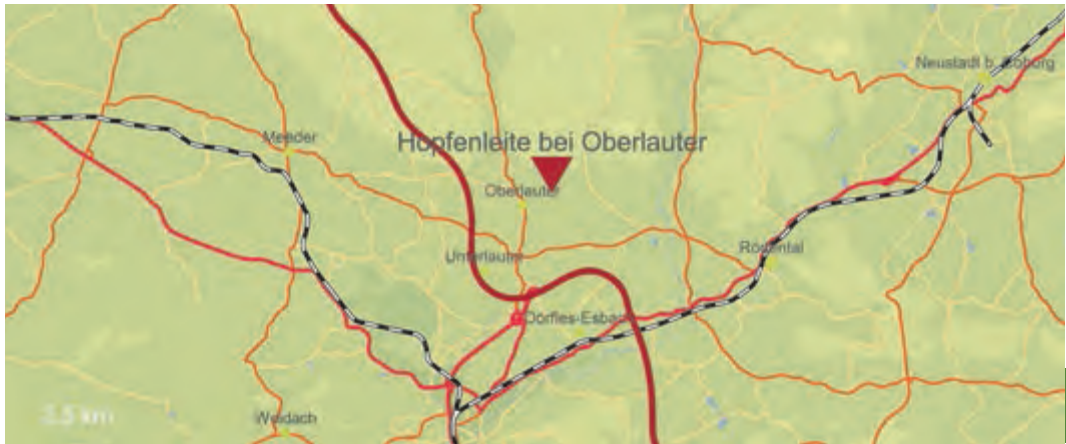 Neustadt b. Coburg
Meeder
Hopfenleite bei Oberlauter
Oberlauter
Rödental
Unterlauter
Dörfles-Esbach
3.5 km
Weidach